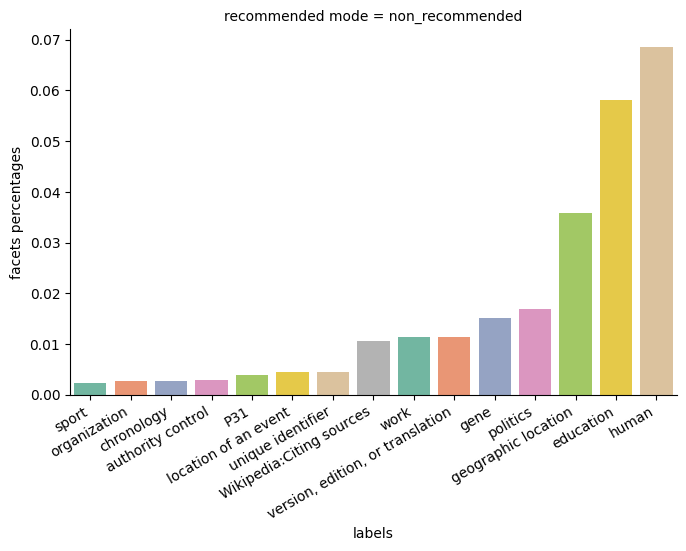 recommended mode = non_recommended
facets percentages
0.07
0.06
0.05
0.04
0.03
0.02
0.01
0.00
sport
organization
chronology
authority control
P31
location of an event
unique identifier
Wikipedia:Citing sources
work
version, edition, or translation
gene
politics
geographic location
education
human
labels